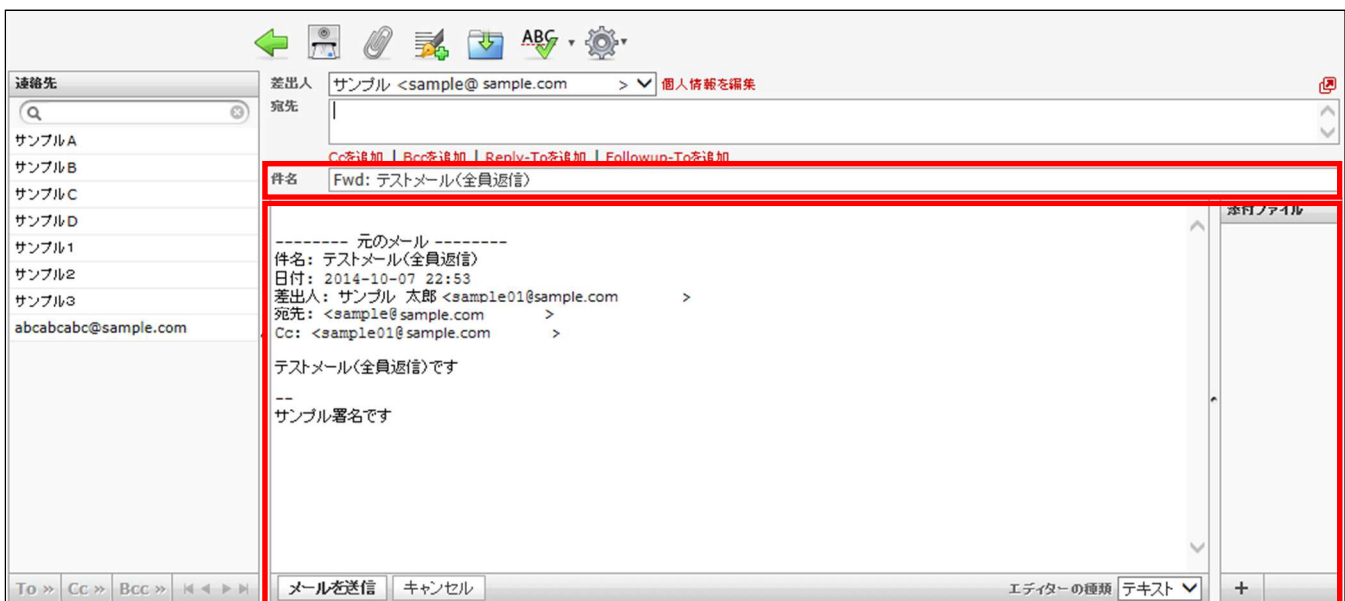 ABC
連絡先
サンプルA
サンプルB
サンプルC
サンプルD
サンプル1
サンプル2
サンプル3
abcabcabc@sample.com
To » Cc » Bcc »
差出人 サンプル <sample@ sample.com > 個人情報を編集
宛先
Ccを追加 | Bccを追加 | Reply-Toを追加 | Followup-Toを追加
件名 Fwd: テストメール(全員返信)
-------- 元のメール --------
件名: テストメール(全員返信)
日付: 2014-10-07 22:53
差出人: サンプル 太郎 <sample01@sample.com >
宛先: <sample@ sample.com >
Cc: <sample01@ sample.com >
テストメール(全員返信)です
--
サンプル署名です
添付ファイル
メールを送信 キャンセル エディターの種類 テキスト +